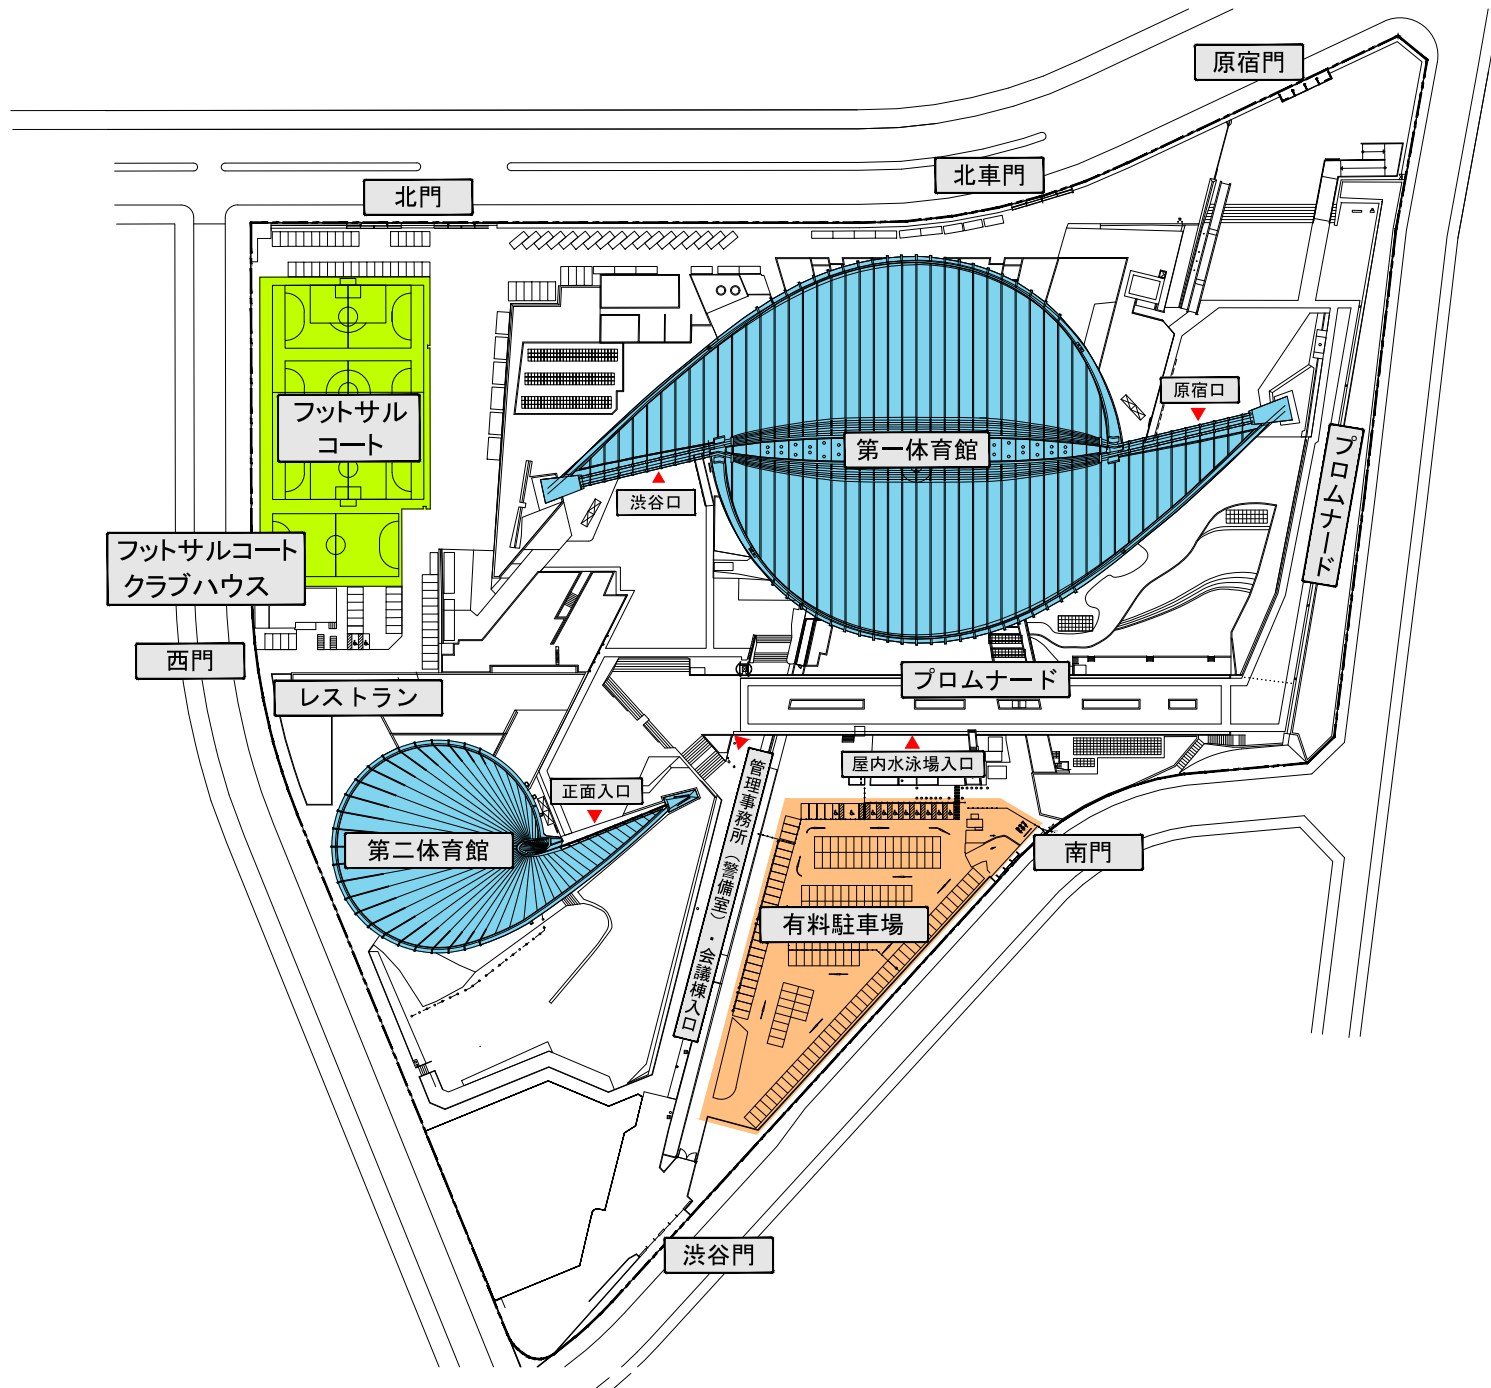 原宿門
北車門
北門
原宿口
フットサル
コート
第一体育館
プロムナード
渋谷口
フットサルコート
クラブハウス
西門
レストラン
プロムナード
屋内水泳場入口
管理事務所（警備室）・会議棟入口
正面入口
第二体育館
南門
有料駐車場
渋谷門